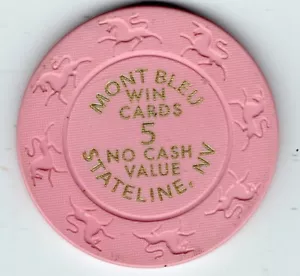 MONT BLEU
WIN
CARDS
5
NO CASH
VALUE
STATELINE, NV